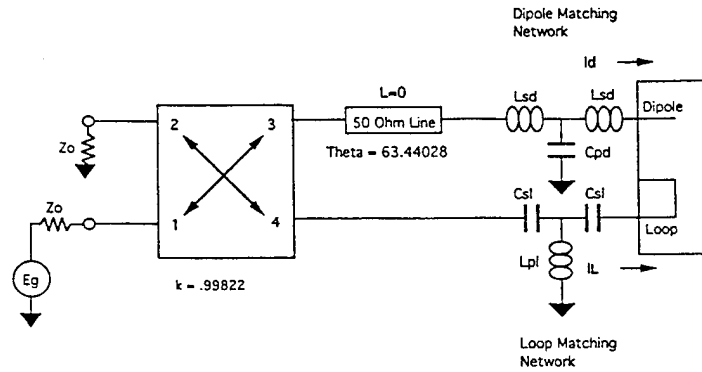 Dipole Matching
Network
Id
L=0
Lsd
Lsd
Dipole
50 Ohm Line
Theta = 63.44028
Cpd
Zo
2
3
1
4
Csl
Csl
Loop
Zo
Lpl
IL
Eg
k = .99822
Loop Matching
Network